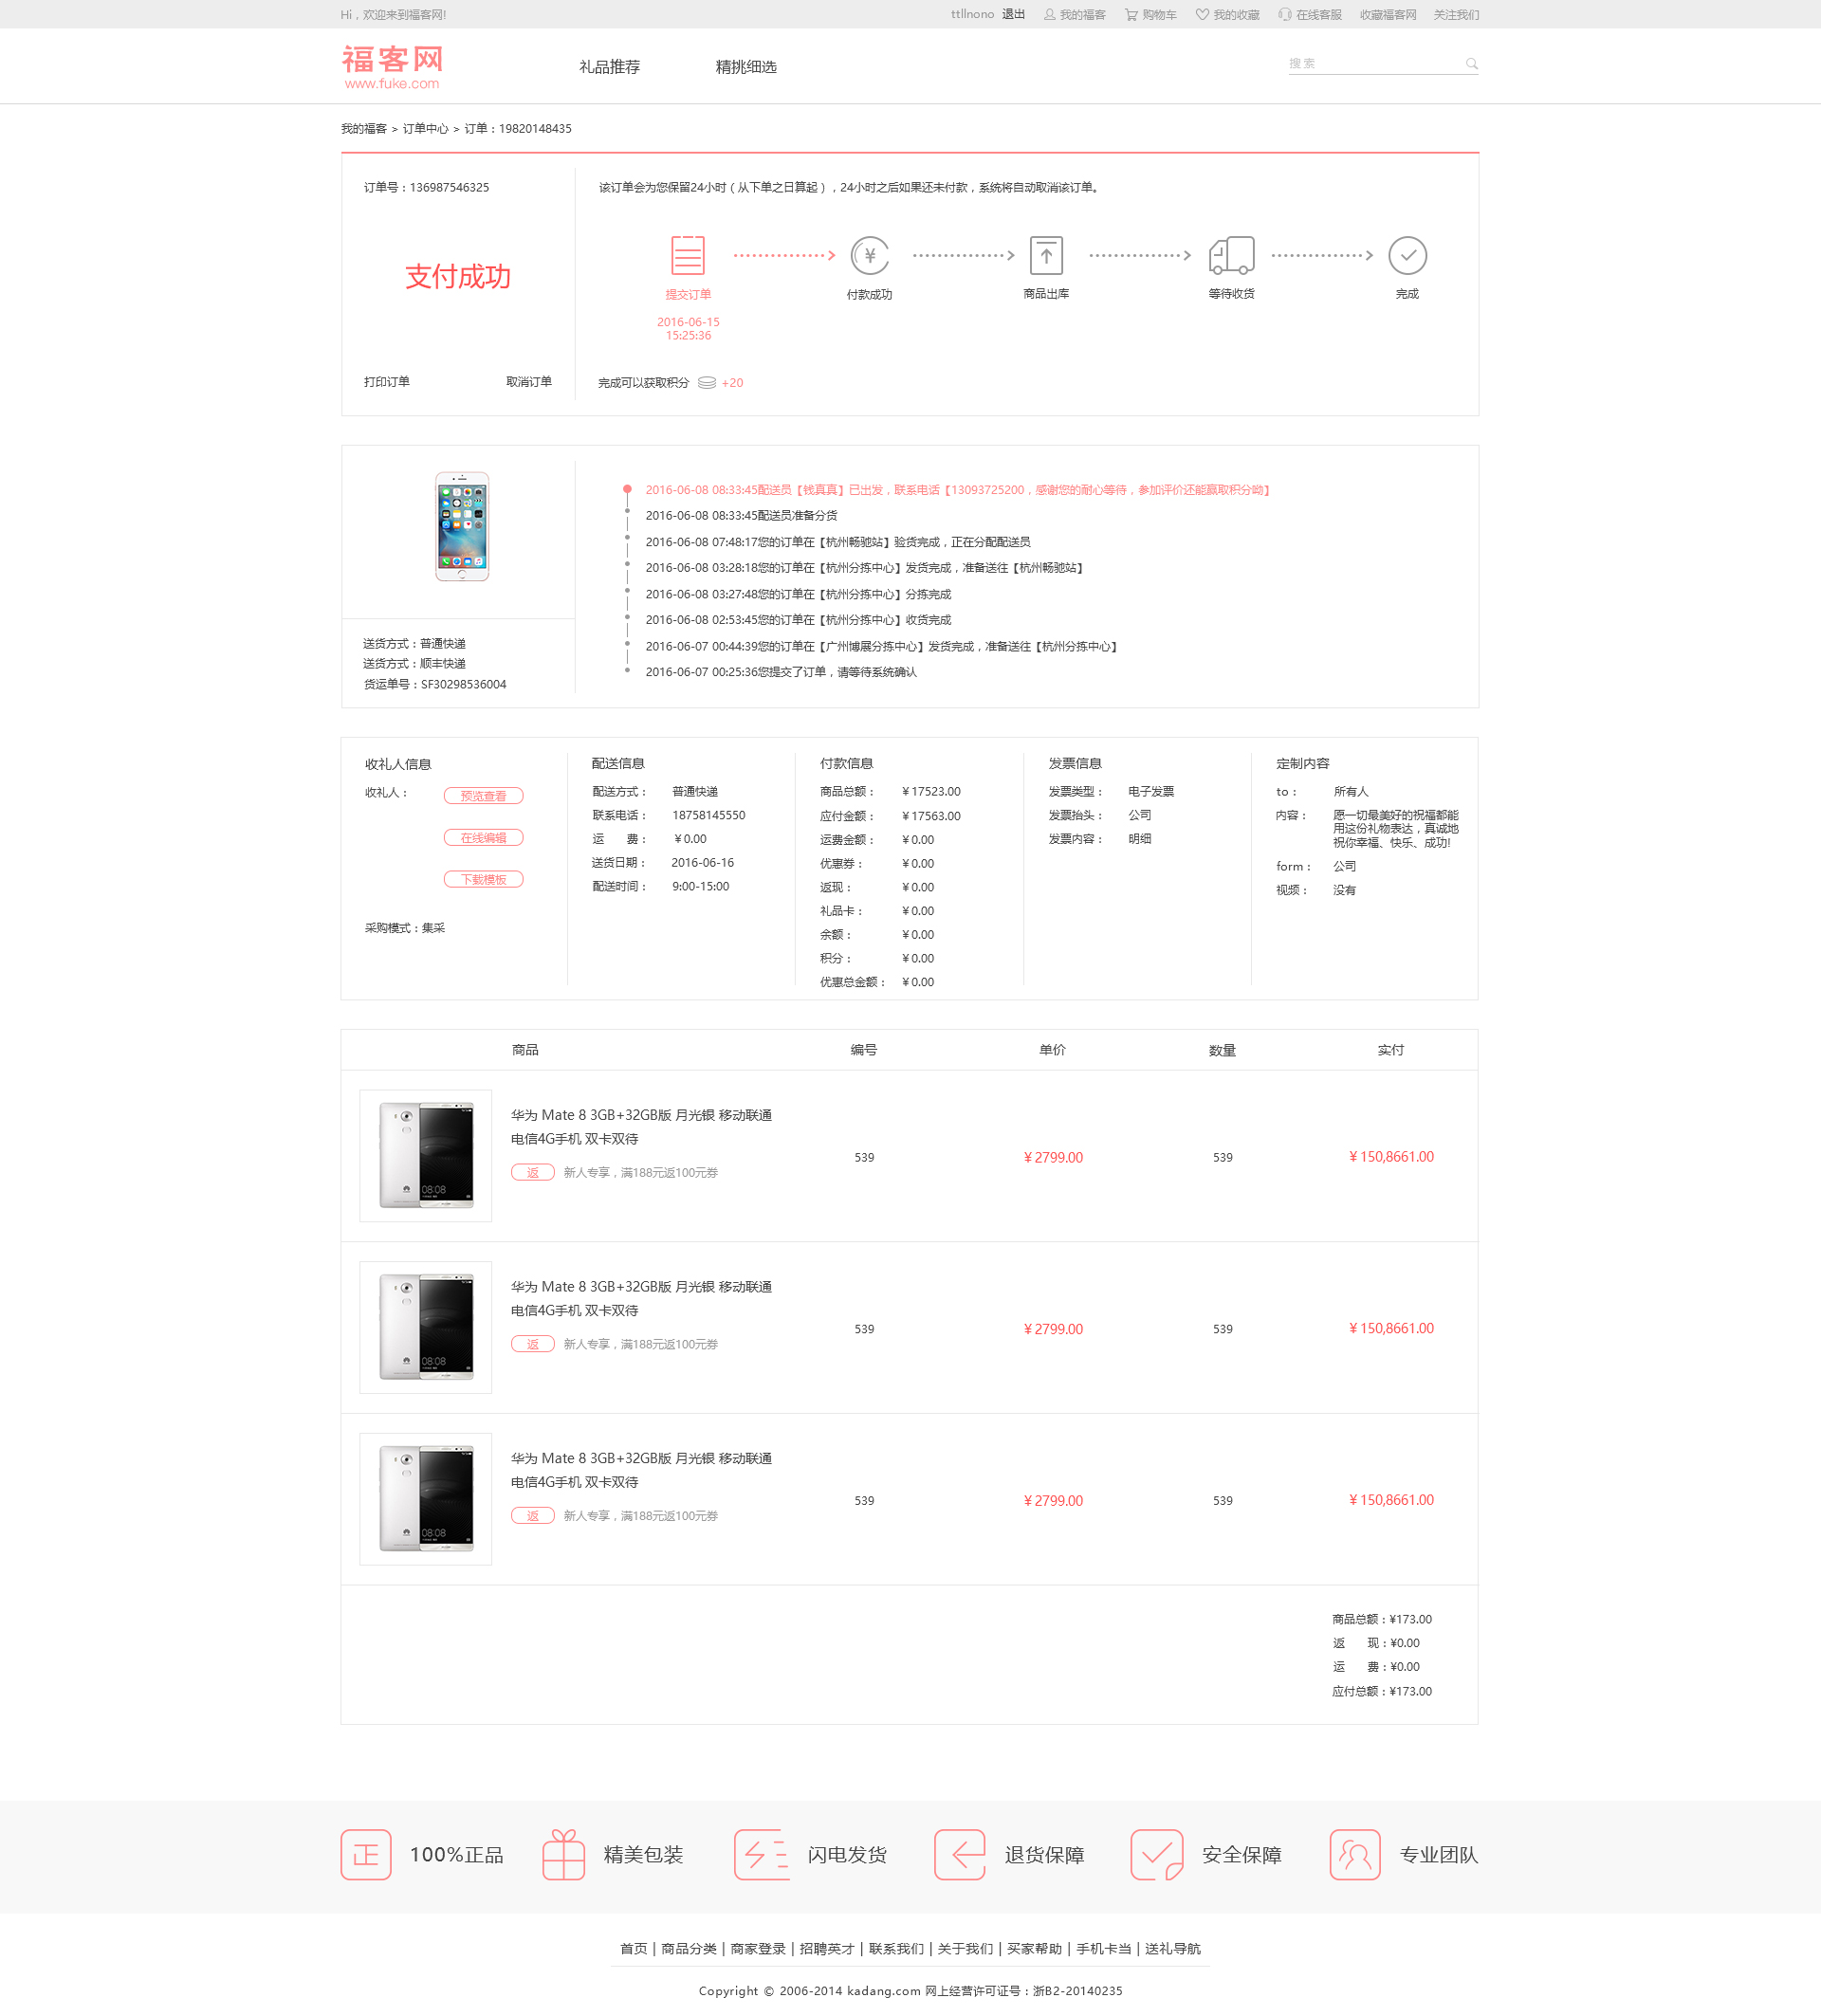 Hi，欢迎来到福客网!
ttllnono 退出 我的福客 购物车 我的收藏 在线客服 收藏福客网 关注我们
福客网
www.fuke.com
礼品推荐 精挑细选
搜索
我的福客 > 订单中心 > 订单：19820148435
订单号：136987546325
支付成功
打印订单 取消订单
该订单会为您保留24小时（从下单之日算起），24小时之后如果还未付款，系统将自动取消该订单。
提交订单 付款成功 商品出库 等待收货 完成
2016-06-15
15:25:36
完成可以获取积分 +20
送货方式：普通快递
送货方式：顺丰快递
货运单号：SF30298536004
2016-06-08 08:33:45配送员【钱真真】已出发，联系电话【13093725200，感谢您的耐心等待，参加评价还能赢取积分呦】
2016-06-08 08:33:45配送员准备分货
2016-06-08 07:48:17您的订单在【杭州畅驰站】验货完成，正在分配配送员
2016-06-08 03:28:18您的订单在【杭州分拣中心】发货完成，准备送往【杭州畅驰站】
2016-06-08 03:27:48您的订单在【杭州分拣中心】分拣完成
2016-06-08 02:53:45您的订单在【杭州分拣中心】收货完成
2016-06-07 00:44:39您的订单在【广州博展分拣中心】发货完成，准备送往【杭州分拣中心】
2016-06-07 00:25:36您提交了订单，请等待系统确认
收礼人信息
收礼人：
预览查看
在线编辑
下载模板
采购模式：集采
配送信息
配送方式： 普通快递
联系电话： 18758145550
运 费： ￥0.00
送货日期： 2016-06-16
配送时间： 9:00-15:00
付款信息
商品总额： ￥17523.00
应付金额： ￥17563.00
运费金额： ￥0.00
优惠券： ￥0.00
返现： ￥0.00
礼品卡： ￥0.00
余额： ￥0.00
积分： ￥0.00
优惠总金额： ￥0.00
发票信息
发票类型： 电子发票
发票抬头： 公司
发票内容： 明细
定制内容
to： 所有人
内容： 愿一切最美好的祝福都能
用这份礼物表达，真诚地
祝你幸福、快乐、成功!
form： 公司
视频： 没有
商品 编号 单价 数量 实付
华为 Mate 8 3GB+32GB版 月光银 移动联通
电信4G手机 双卡双待
返 新人专享，满188元返100元券
539 ￥2799.00 539 ￥150,8661.00
08:08
华为 Mate 8 3GB+32GB版 月光银 移动联通
电信4G手机 双卡双待
返 新人专享，满188元返100元券
539 ￥2799.00 539 ￥150,8661.00
08:08
华为 Mate 8 3GB+32GB版 月光银 移动联通
电信4G手机 双卡双待
返 新人专享，满188元返100元券
539 ￥2799.00 539 ￥150,8661.00
08:08
商品总额：¥173.00
返 现：¥0.00
运 费：¥0.00
应付总额：¥173.00
正 100%正品 精美包装 闪电发货 退货保障 安全保障 专业团队
首页 | 商品分类 | 商家登录 | 招聘英才 | 联系我们 | 关于我们 | 买家帮助 | 手机卡当 | 送礼导航
Copyright © 2006-2014 kadang.com 网上经营许可证号：浙B2-20140235